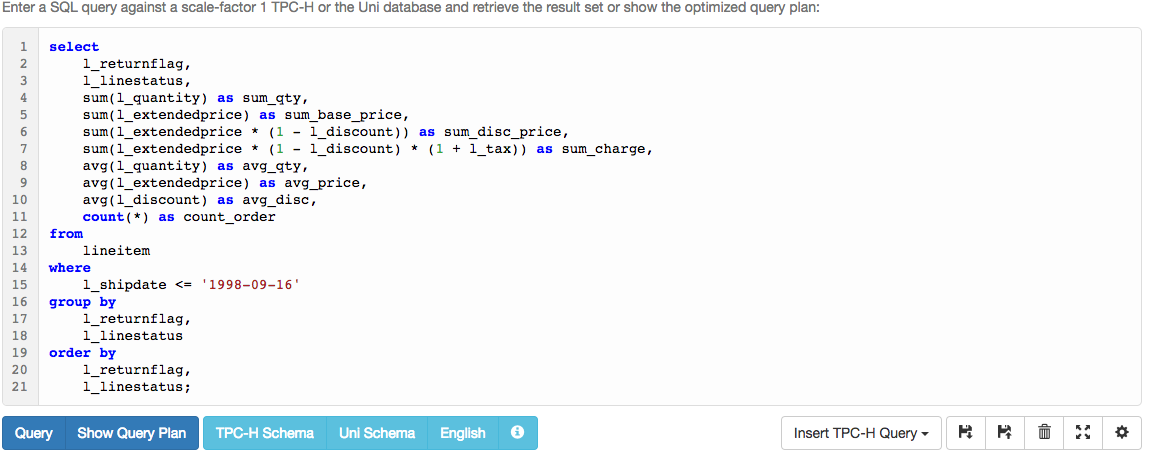 Enter a SQL query against a scale-factor 1 TPC-H or the Uni database and retrieve the result set or show the optimized query plan:
1 select
2     l_returnflag,
3     l_linestatus,
4     sum(l_quantity) as sum_qty,
5     sum(l_extendedprice) as sum_base_price,
6     sum(l_extendedprice * (1 - l_discount)) as sum_disc_price,
7     sum(l_extendedprice * (1 - l_discount) * (1 + l_tax)) as sum_charge,
8     avg(l_quantity) as avg_qty,
9     avg(l_extendedprice) as avg_price,
10     avg(l_discount) as avg_disc,
11     count(*) as count_order
12 from
13     lineitem
14 where
15     l_shipdate <= '1998-09-16'
16 group by
17     l_returnflag,
18     l_linestatus
19 order by
20     l_returnflag,
21     l_linestatus;
Query Show Query Plan TPC-H Schema Uni Schema English Insert TPC-H Query